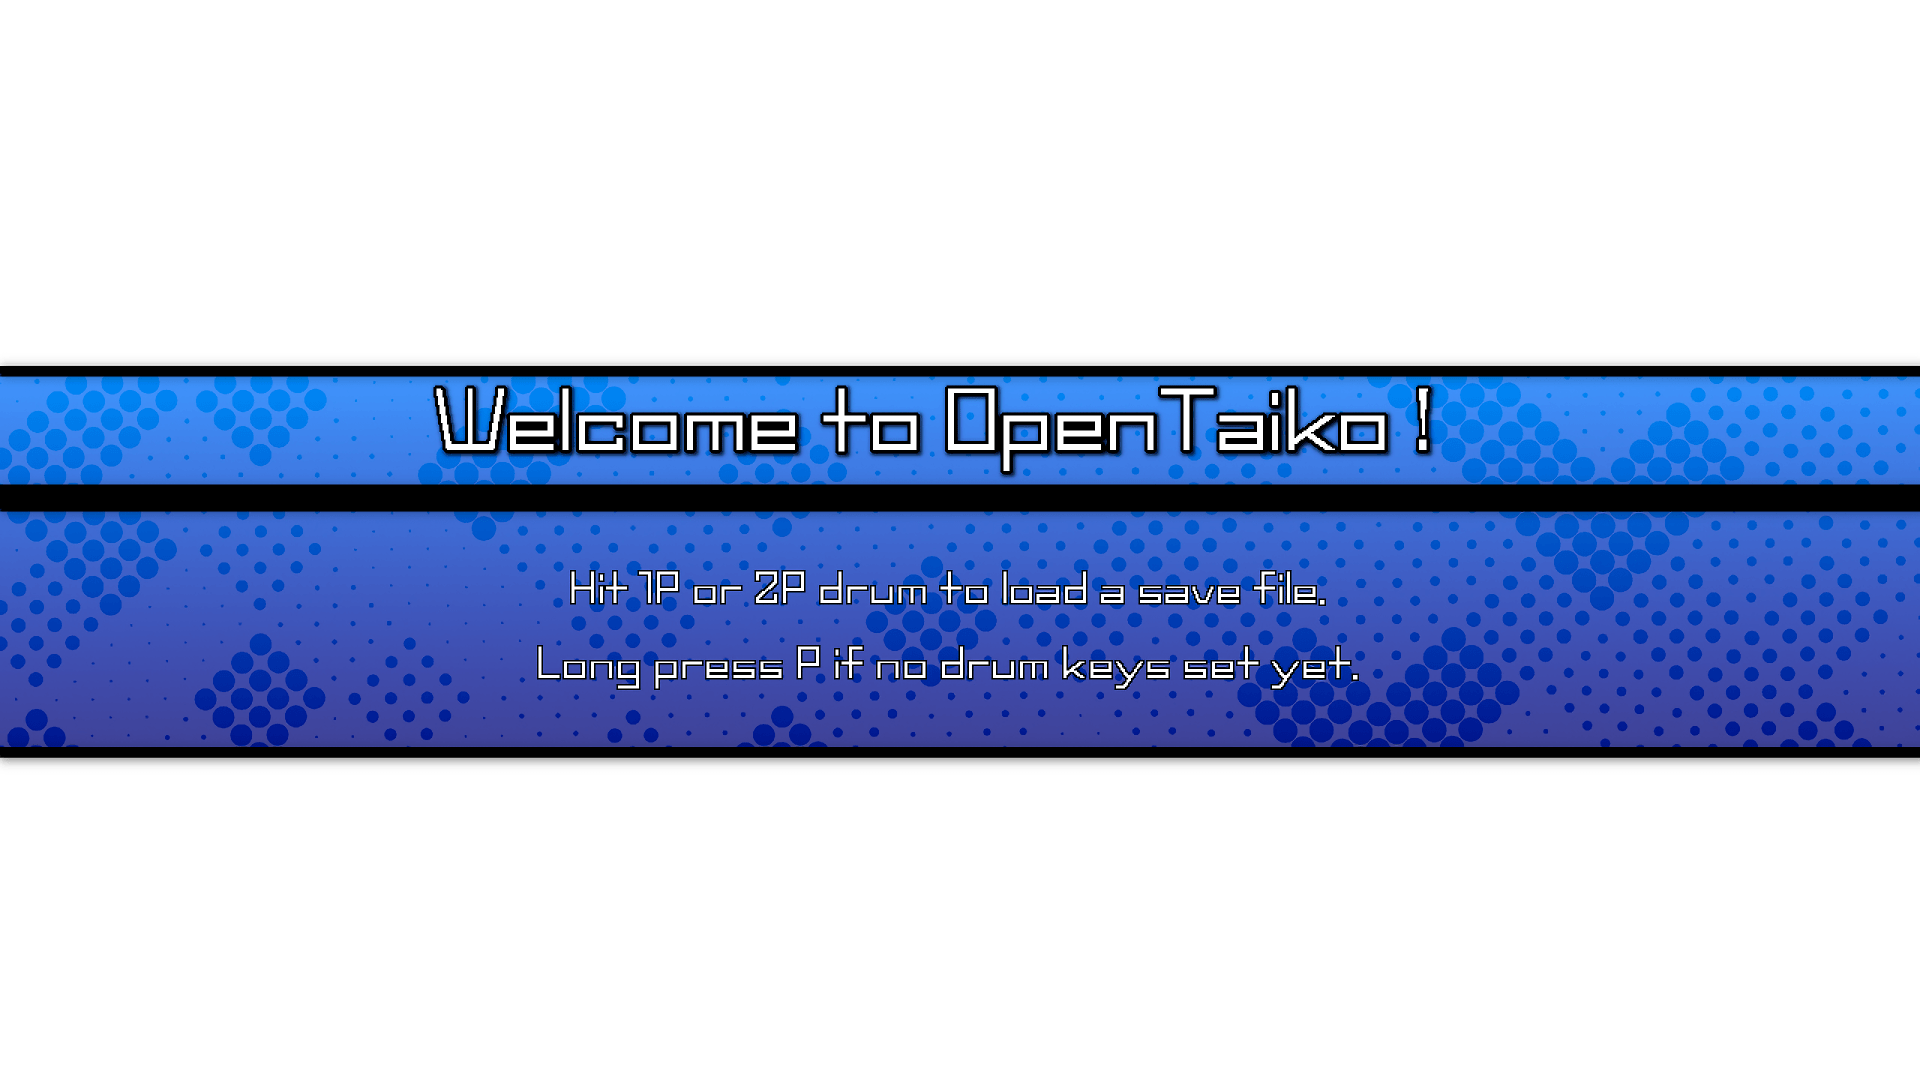 Welcome to OpenTaiko !
Hit 1P or 2P drum to load a save file.
Long press P if no drum keys set yet.